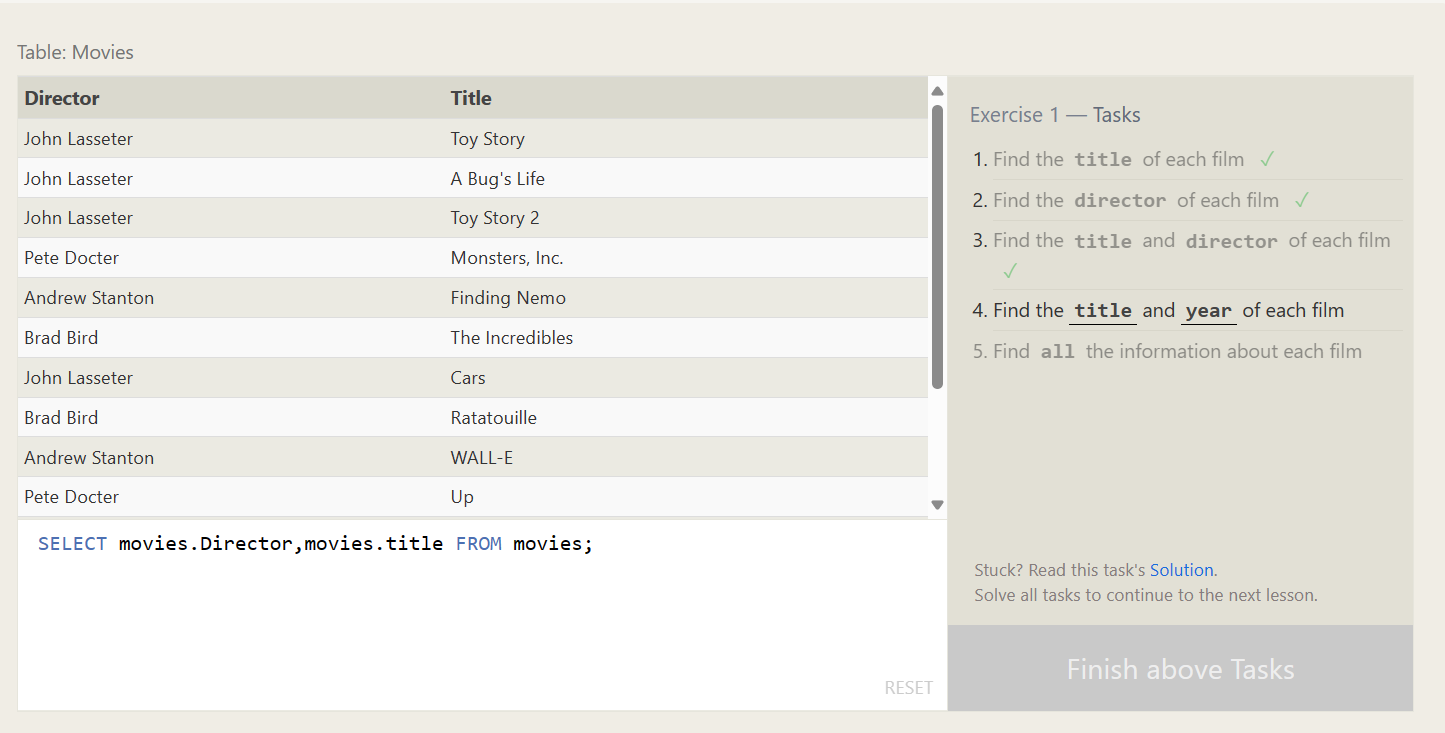 Table: Movies
Director Title
John Lasseter Toy Story
John Lasseter A Bug's Life
John Lasseter Toy Story 2
Pete Docter Monsters, Inc.
Andrew Stanton Finding Nemo
Brad Bird The Incredibles
John Lasseter Cars
Brad Bird Ratatouille
Andrew Stanton WALL-E
Pete Docter Up
SELECT movies.Director,movies.title FROM movies;
RESET
Exercise 1 — Tasks
1. Find the title of each film ✓
2. Find the director of each film ✓
3. Find the title and director of each film
✓
4. Find the title and year of each film
5. Find all the information about each film
Stuck? Read this task's Solution.
Solve all tasks to continue to the next lesson.
Finish above Tasks